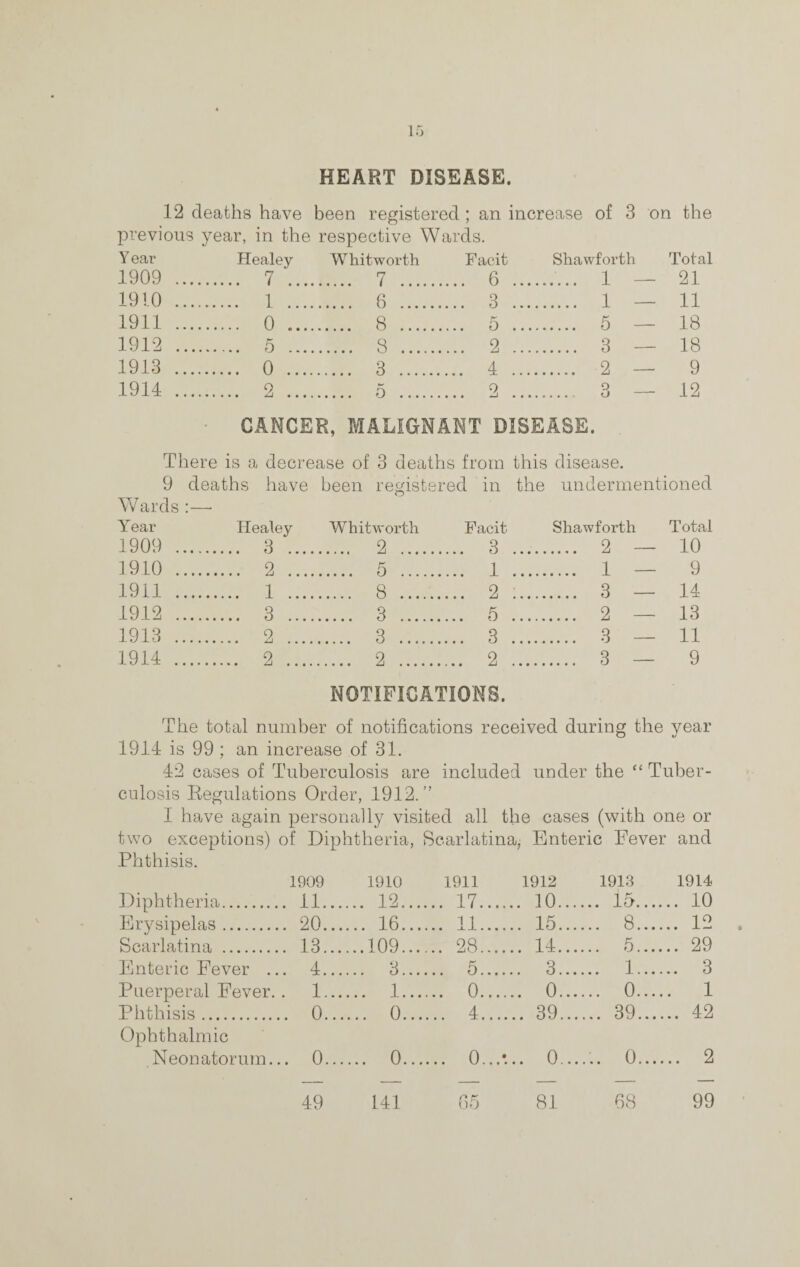 15
HEART DISEASE.
12 deaths have been registered; an increase of 3 on the
previous year, in the respective Wards.
Year Healey Whitworth Facit Shawforth Total
1909 ......... 7 ......... 7 ......... 6 ......... 1 — 21
1910 ......... 1 ......... 6 ......... 3 ......... 1 — 11
1911 ......... 0 ......... 8 ......... 5 ......... 5 — 18
1912 ......... 5 ......... 8 ......... 2 ......... 3 — 18
1913 ......... 0 ......... 3 ......... 4 ......... 2 — 9
1914 ......... 2 ......... 5 ......... 2 ......... 3 — 12
CANCER, MALIGNANT DISEASE.
There is a decrease of 3 deaths from this disease.
9 deaths have been registered in the undermentioned
Wards :—
Year Healey Whitworth Facit Shawforth Total
1909 ......... 3 ......... 2 ......... 3 ......... 2 — 10
1910 ......... 2 ......... 5 ......... 1 ......... 1 — 9
1911 ......... 1 ......... 8 ......... 2 ......... 3 — 14
1912 ......... 3 ......... 3 ......... 5 ......... 2 — 13
1913 ......... 2 ......... 3 ......... 3 ......... 3 — 11
1914 ......... 2 ......... 2 ......... 2 ......... 3 — 9
NOTIFICATIONS.
The total number of notifications received during the year
1914 is 99; an increase of 31.
42 cases of Tuberculosis are included under the “Tuber-
culosis Regulations Order, 1912.”
I have again personally visited all the cases (with one or
two exceptions) of Diphtheria, Scarlatina, Enteric Fever and
Phthisis.
1909 1910 1911 1912 1913 1914
Diphtheria......... 11...... 12...... 17...... 10...... 15...... 10
Erysipelas ......... 20...... 16...... 11...... 15...... 8...... 12
Scarlatina ......... 13......109...... 28...... 14...... 5...... 29
Enteric Fever ... 4...... 3...... 5...... 3...... 1...... 3
Puerperal Fever.. 1...... 1...... 0...... 0...... 0..... 1
Phthisis ............ 0...... 0...... 4...... 39...... 39...... 42
Ophthalmic
Neonatorum... 0...... 0...... 0...... 0...... 0...... 2
49 141 65 81 68 99